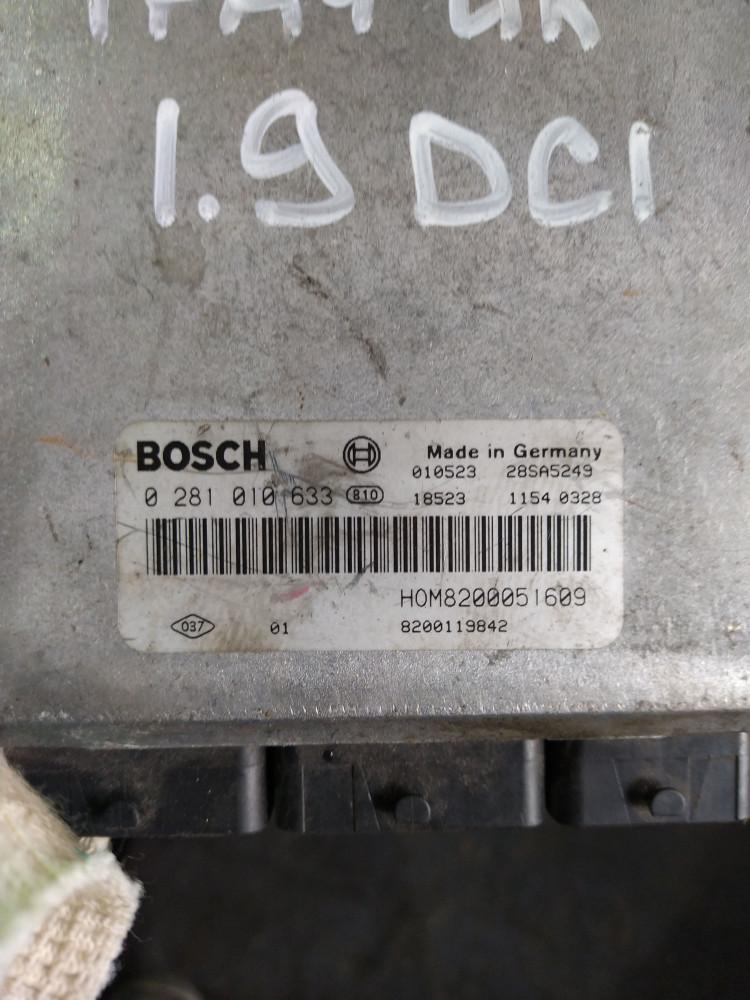 1.9 DCI
BOSCH Made in Germany
010523 28SA5249
0 281 010 633 810 18523 1154 0328
HOM8200051609
037 01 8200119842